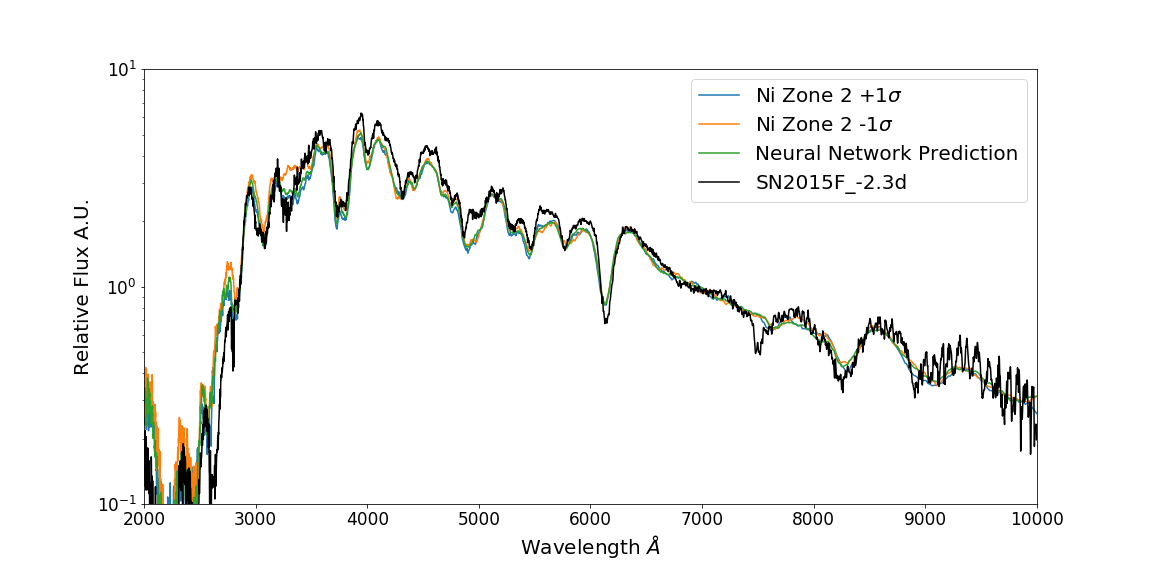 10¹
10⁰
10⁻¹
Relative Flux A.U.
Ni Zone 2 +1σ
Ni Zone 2 -1σ
Neural Network Prediction
SN2015F_-2.3d
2000 3000 4000 5000 6000 7000 8000 9000 10000
Wavelength Å